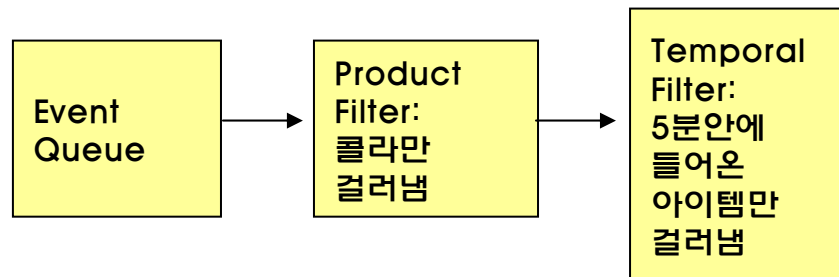 Event
Queue
Product
Filter:
콜라만
걸러냄
Temporal
Filter:
5분안에
들어온
아이템만
걸러냄